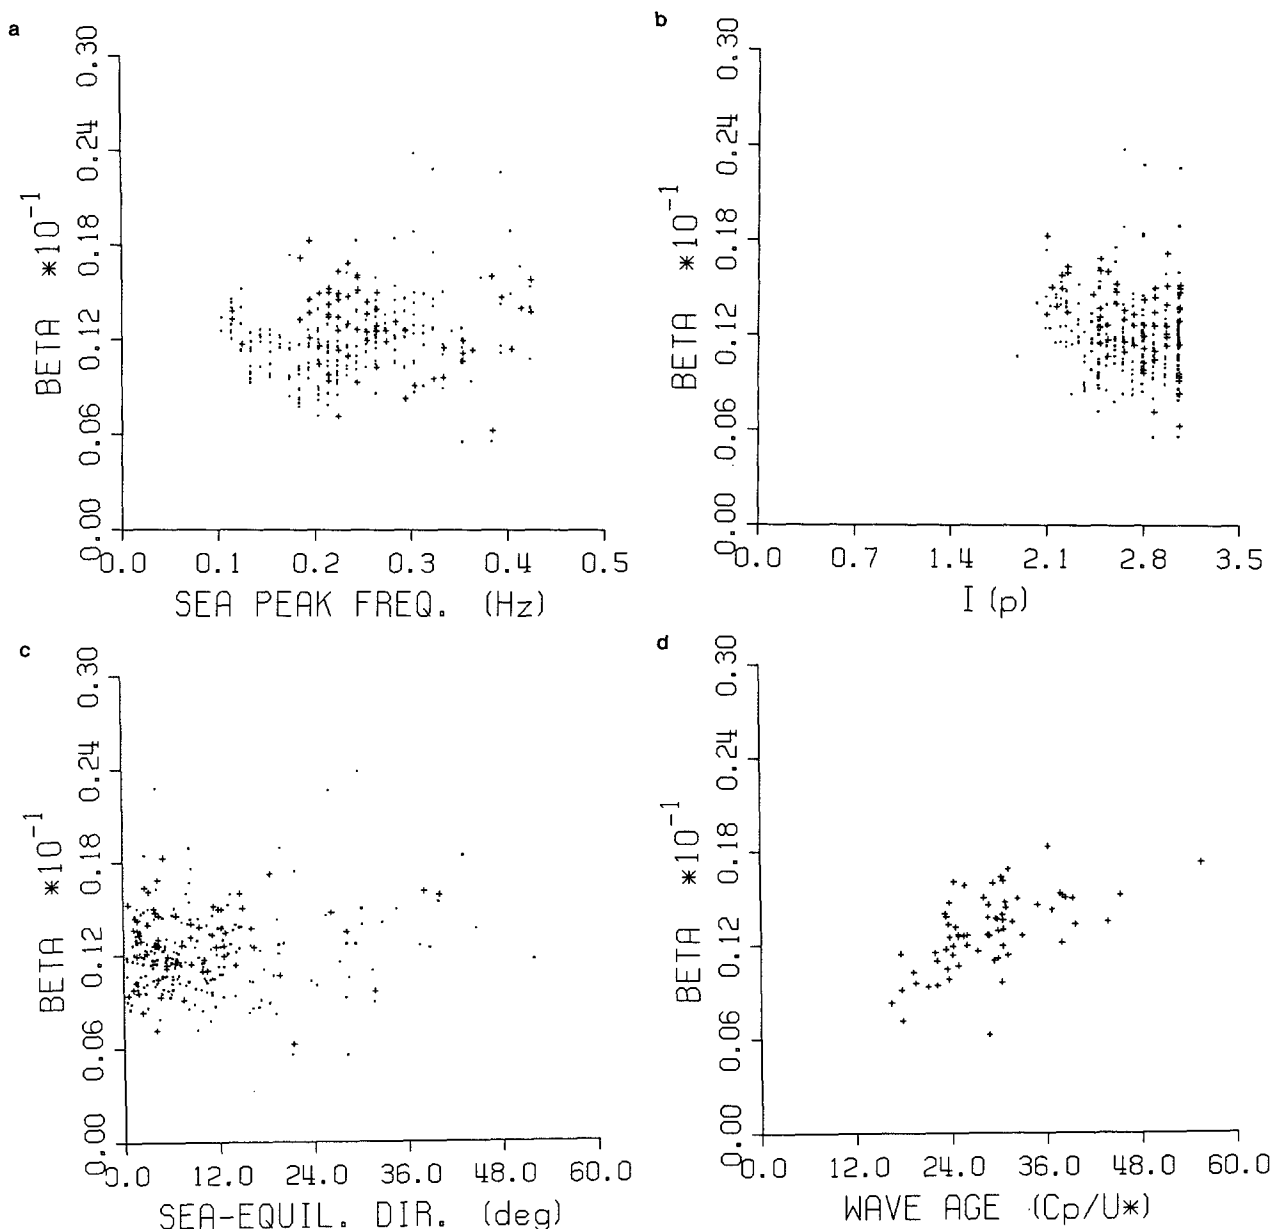 a
0.30
0.24
0.18
0.12
0.06
0.00
BETA *10⁻¹
0.0 0.1 0.2 0.3 0.4 0.5
SEA PEAK FREQ. (Hz)
b
0.30
0.24
0.18
0.12
0.06
0.00
BETA *10⁻¹
0.0 0.7 1.4 2.1 2.8 3.5
I (p)
c
0.30
0.24
0.18
0.12
0.06
0.00
BETA *10⁻¹
0.0 12.0 24.0 36.0 48.0 60.0
SEA-EQUIL. DIR. (deg)
d
0.30
0.24
0.18
0.12
0.06
0.00
BETA *10⁻¹
0.0 12.0 24.0 36.0 48.0 60.0
WAVE AGE (Cp/U*)